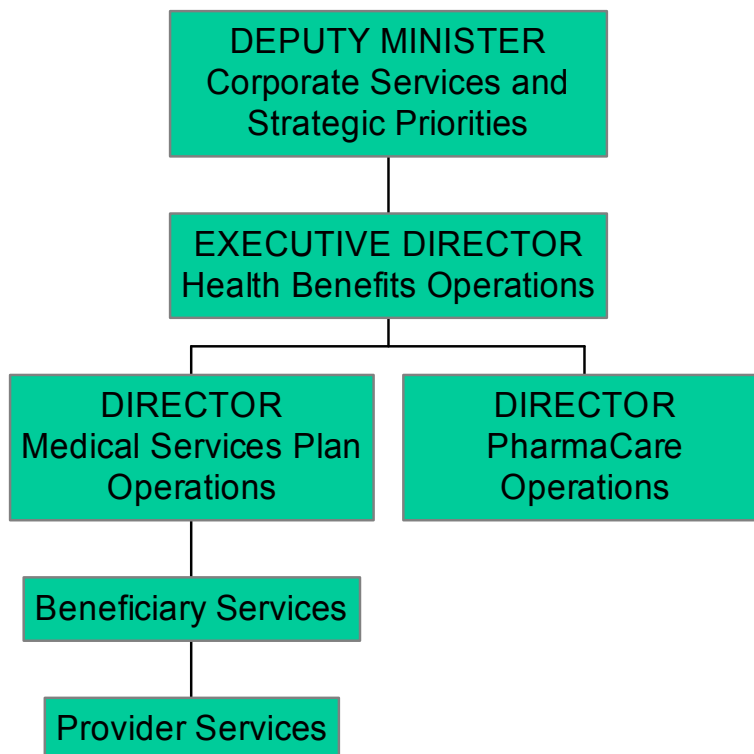 DEPUTY MINISTER
Corporate Services and
Strategic Priorities
EXECUTIVE DIRECTOR
Health Benefits Operations
DIRECTOR
Medical Services Plan
Operations
DIRECTOR
PharmaCare
Operations
Beneficiary Services
Provider Services